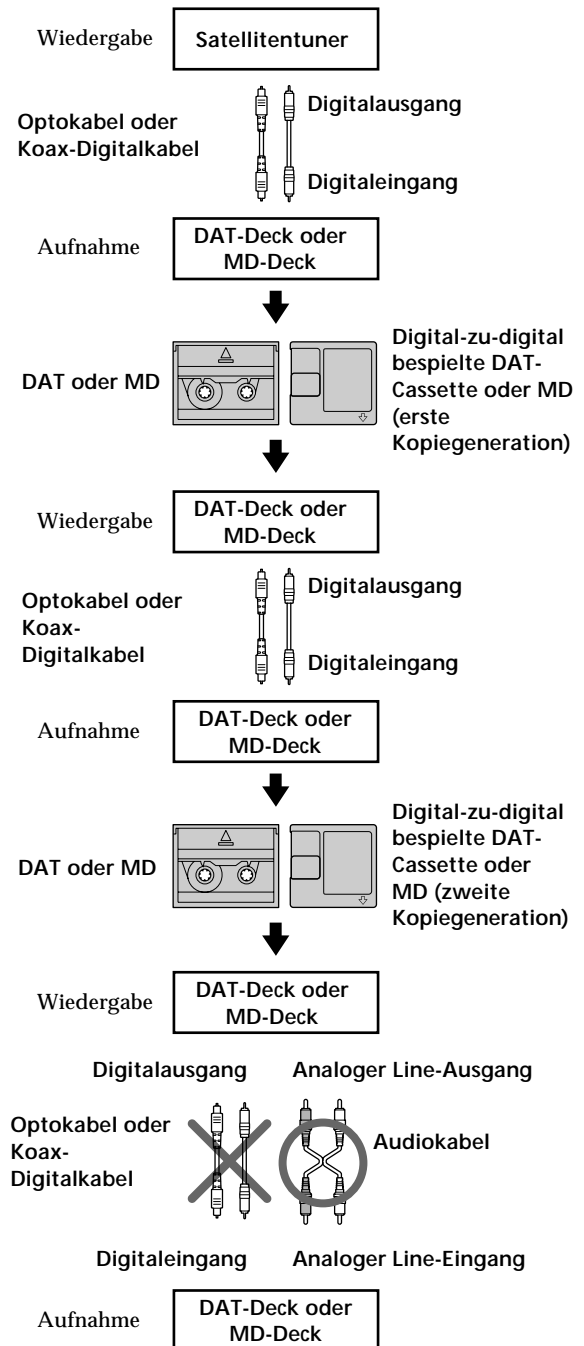 Wiedergabe
Satellitentuner
Optokabel oder
Koax-Digitalkabel
Digitalausgang
Digitaleingang
Aufnahme
DAT-Deck oder
MD-Deck
DAT oder MD
Digital-zu-digital
bespielte DAT-
Cassette oder MD
(erste
Kopiegeneration)
Wiedergabe
DAT-Deck oder
MD-Deck
Optokabel oder
Koax-
Digitalkabel
Digitalausgang
Digitaleingang
Aufnahme
DAT-Deck oder
MD-Deck
DAT oder MD
Digital-zu-digital
bespielte DAT-
Cassette oder
MD (zweite
Kopiegeneration)
Wiedergabe
DAT-Deck oder
MD-Deck
Digitalausgang
Analoger Line-Ausgang
Optokabel oder
Koax-
Digitalkabel
Audiokabel
Digitaleingang
Analoger Line-Eingang
Aufnahme
DAT-Deck oder
MD-Deck